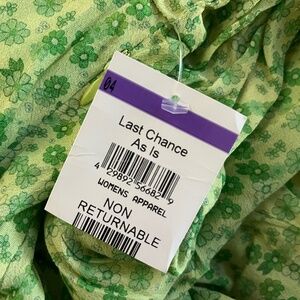 04
Last Chance
As Is
4 29892 56682 9
WOMENS APPAREL
NON
RETURNABLE